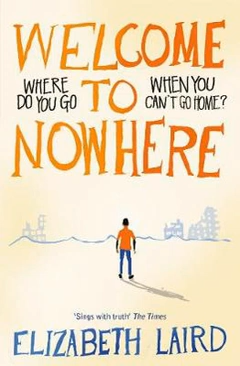 WELCOME
TO
NOWHERE
WHERE
DO YOU GO
WHEN YOU
CAN'T GO HOME?
'Sings with truth' The Times
ELIZABETH LAIRD